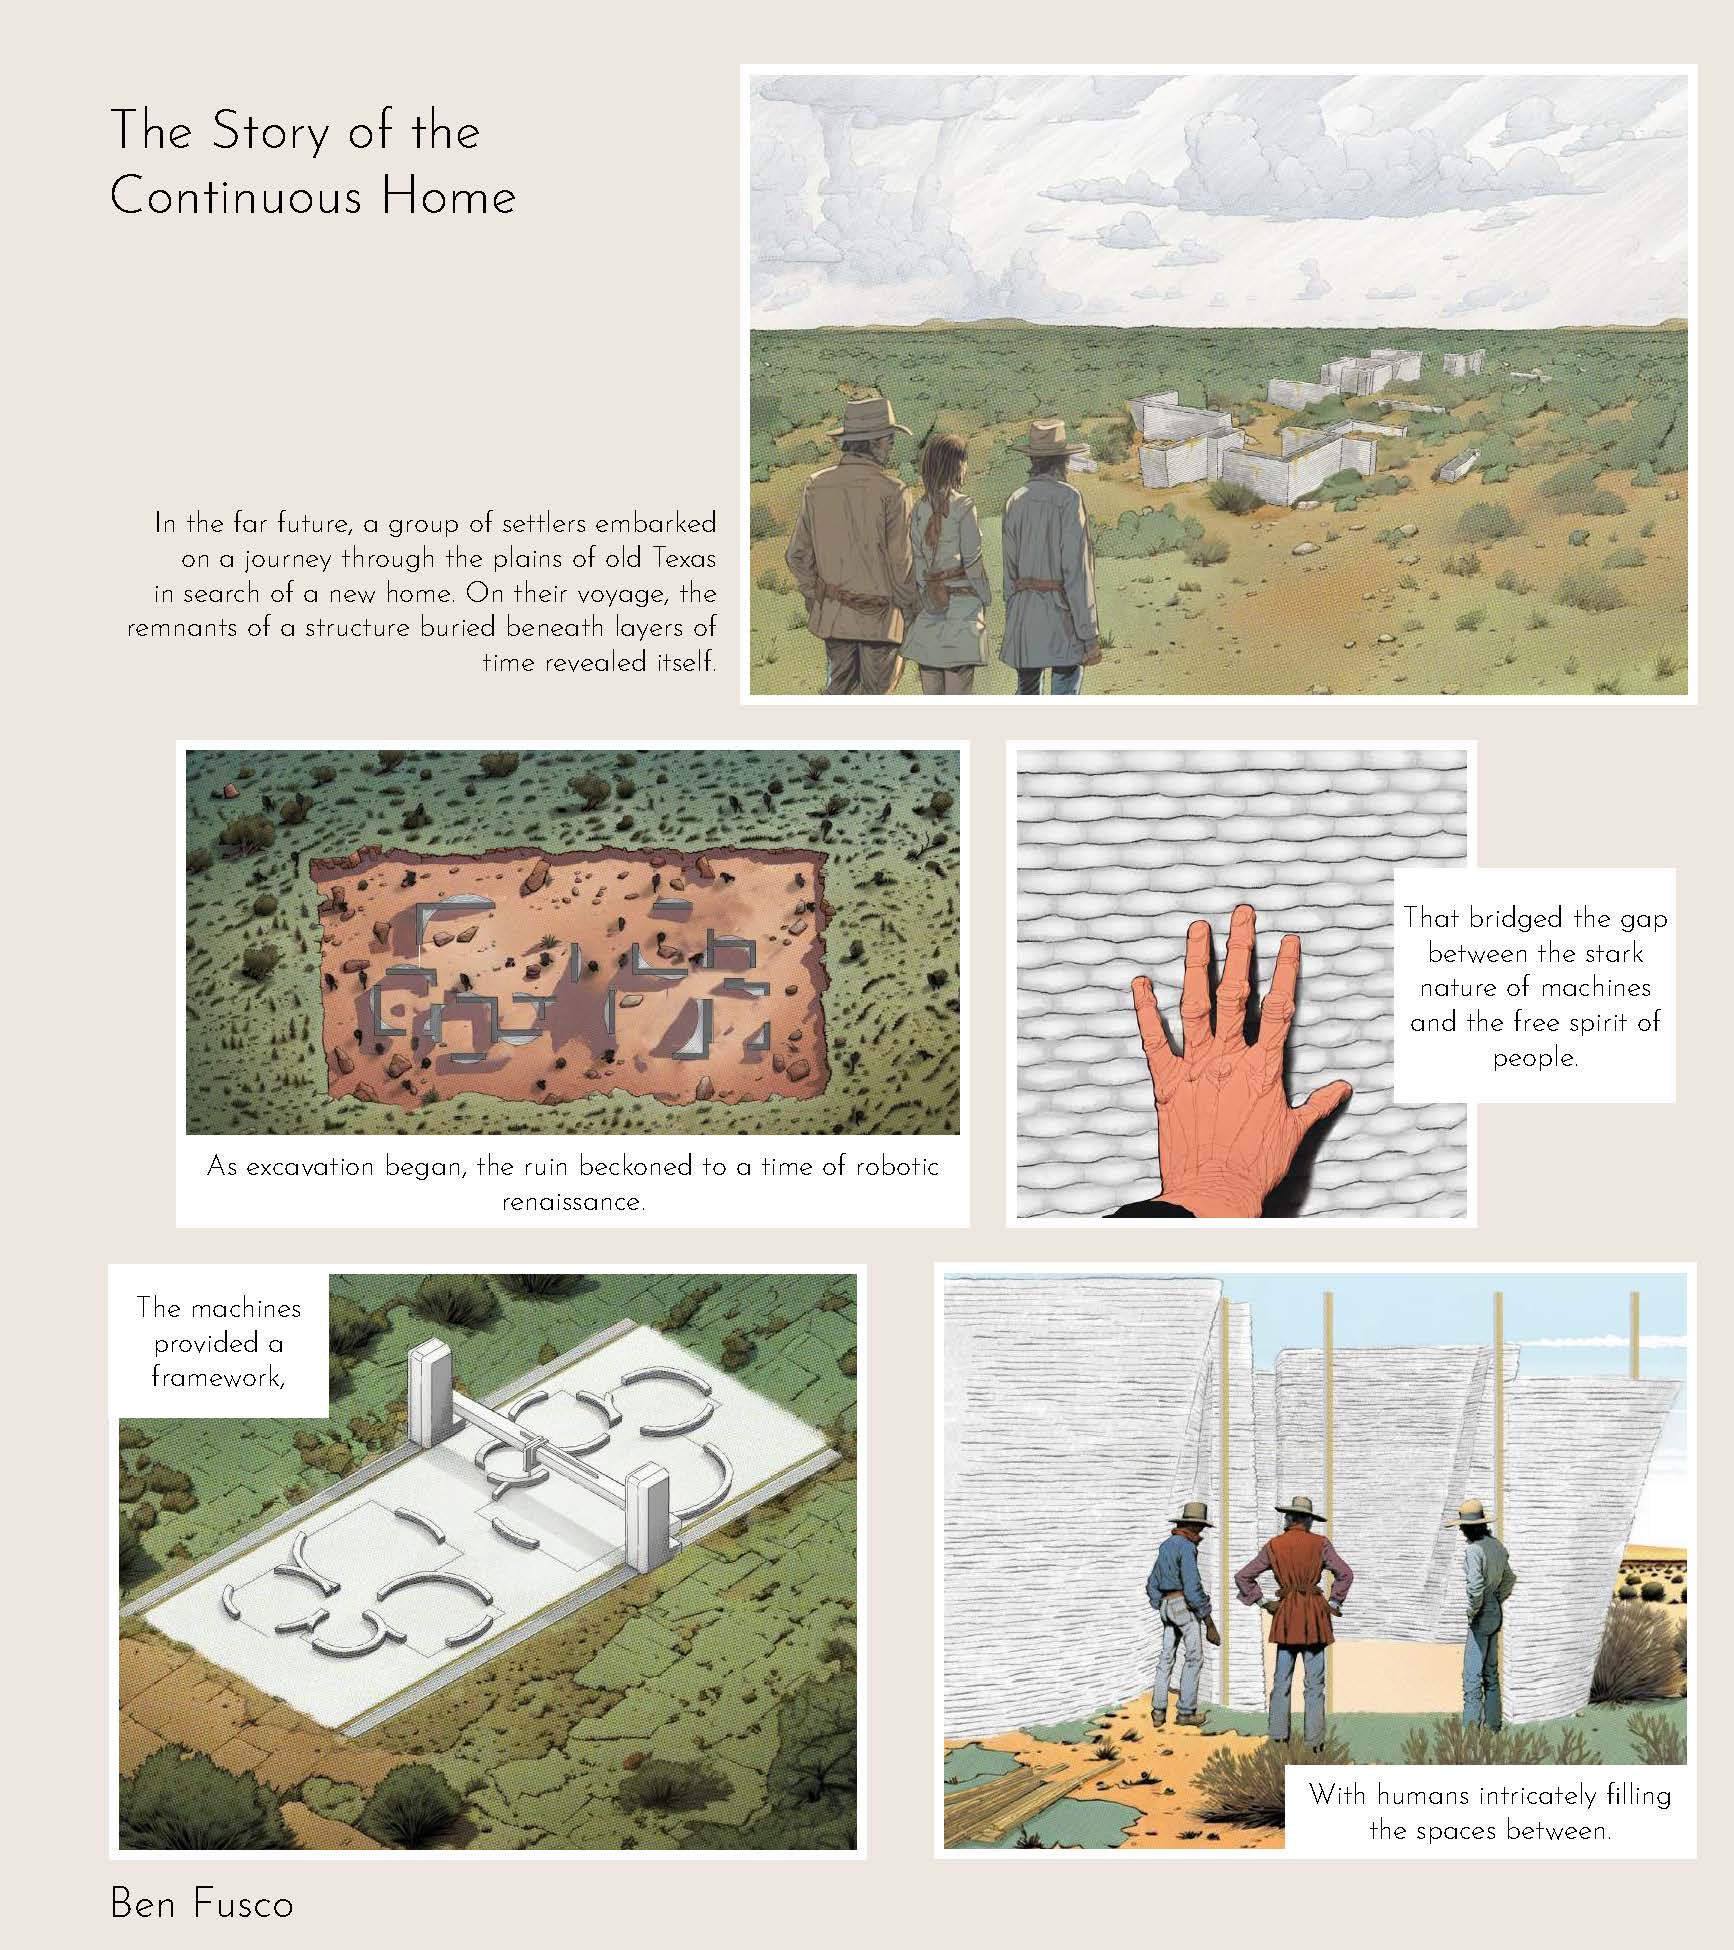 The Story of the
Continuous Home
In the far future, a group of settlers embarked
on a journey through the plains of old Texas
in search of a new home. On their voyage, the
remnants of a structure buried beneath layers of
time revealed itself.
As excavation began, the ruin beckoned to a time of robotic
renaissance.
That bridged the gap
between the stark
nature of machines
and the free spirit of
people.
The machines
provided a
framework,
With humans intricately filling
the spaces between.
Ben Fusco